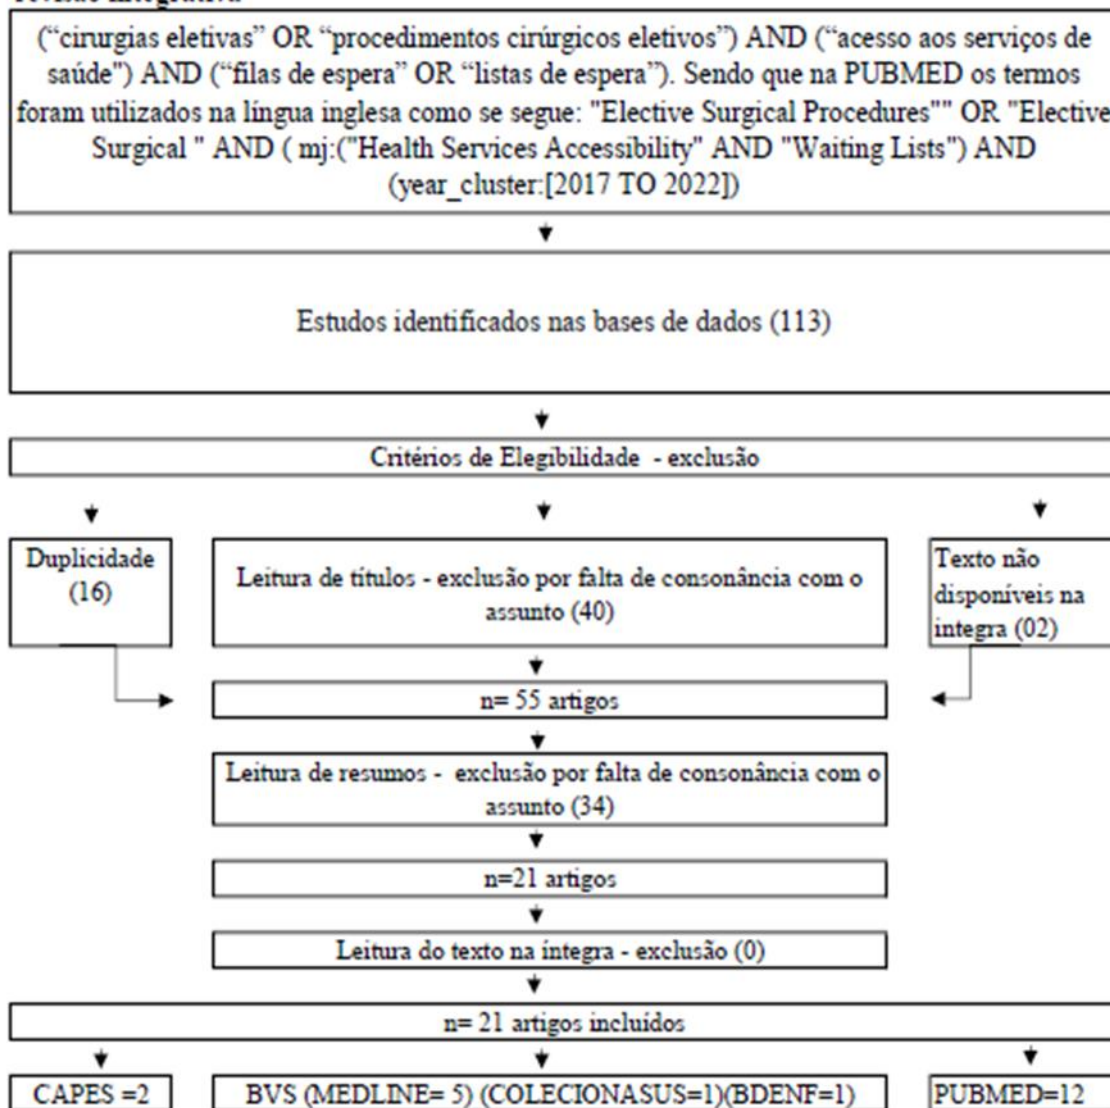 (“cirurgias eletivas” OR “procedimentos cirúrgicos eletivos”) AND (“acesso aos serviços de
saúde") AND (“filas de espera” OR “listas de espera”). Sendo que na PUBMED os termos
foram utilizados na língua inglesa como se segue: "Elective Surgical Procedures"" OR "Elective
Surgical " AND ( mj:("Health Services Accessibility" AND "Waiting Lists") AND
(year_cluster:[2017 TO 2022])
Estudos identificados nas bases de dados (113)
Critérios de Elegibilidade - exclusão
Duplicidade
(16)
Leitura de títulos - exclusão por falta de consonância com o
assunto (40)
Texto não
disponíveis na
integra (02)
n= 55 artigos
Leitura de resumos - exclusão por falta de consonância com o
assunto (34)
n=21 artigos
Leitura do texto na íntegra - exclusão (0)
n= 21 artigos incluídos
CAPES =2
BVS (MEDLINE= 5) (COLECIONASUS=1)(BDENF=1)
PUBMED=12